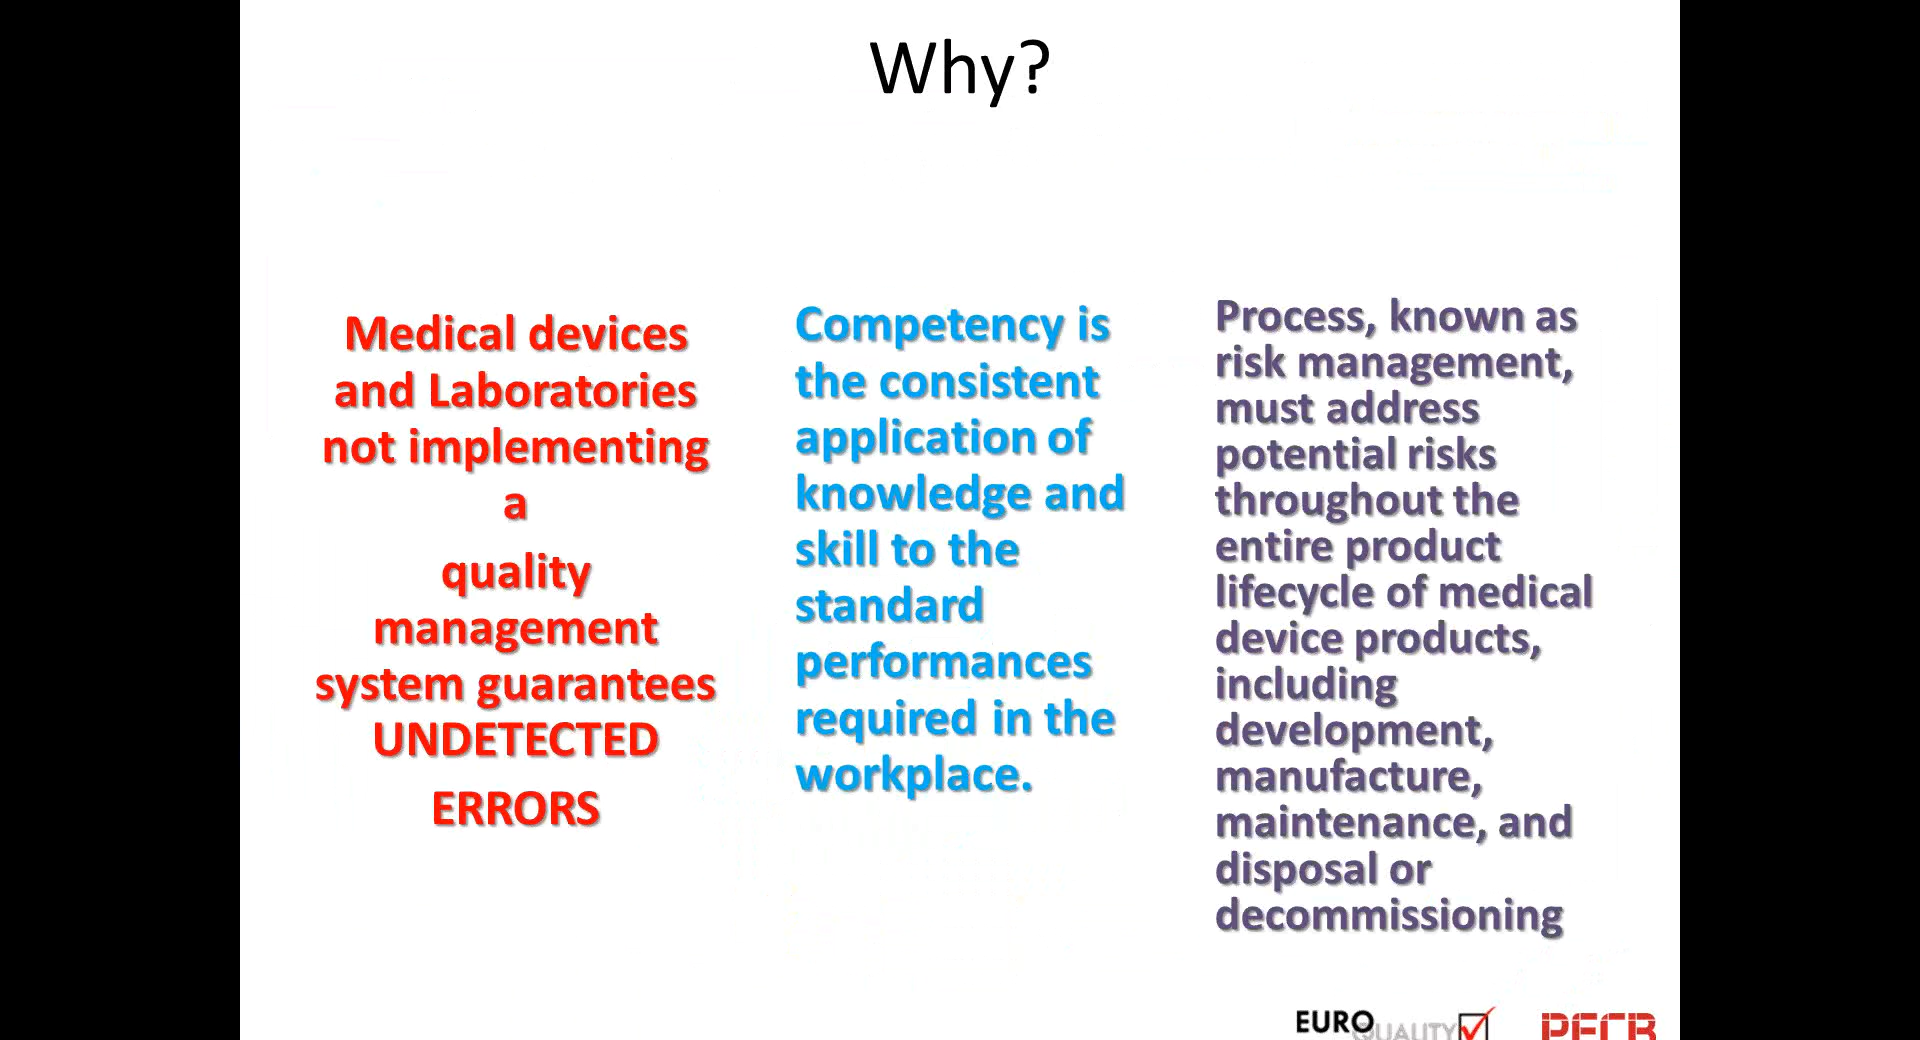 Why?
Medical devices
and Laboratories
not implementing
a
quality
management
system guarantees
UNDETECTED
ERRORS
Competency is
the consistent
application of
knowledge and
skill to the
standard
performances
required in the
workplace.
Process, known as
risk management,
must address
potential risks
throughout the
entire product
lifecycle of medical
device products,
including
development,
manufacture,
maintenance, and
disposal or
decommissioning
EURO
QUALITY
PECB